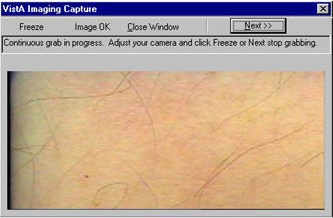 VistA Imaging Capture
Freeze Image OK Close Window Next >>
Continuous grab in progress. Adjust your camera and click Freeze or Next stop grabbing.